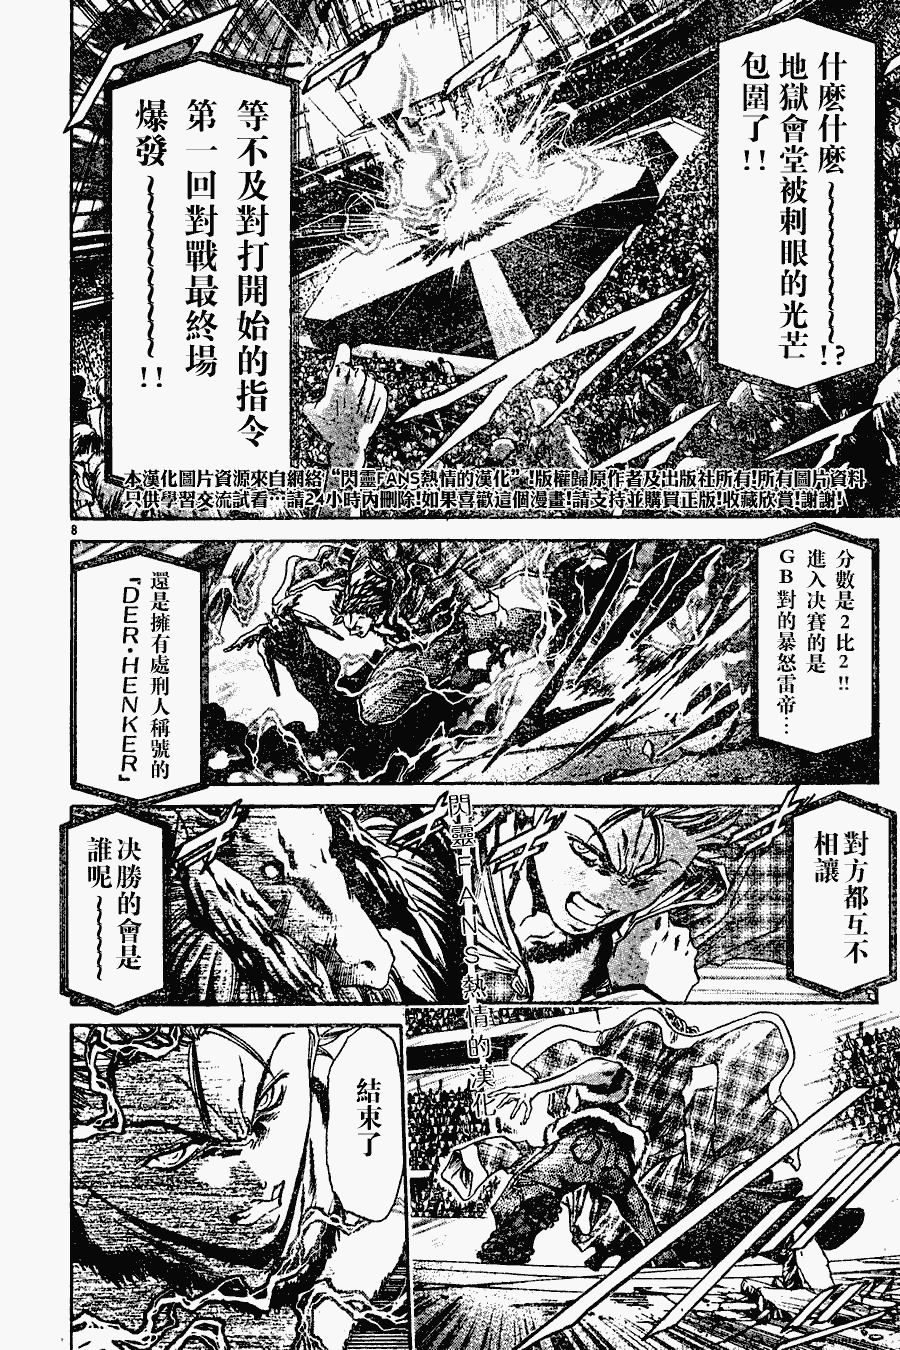 什麼什麼~~~~~~~~!?
地獄會堂被刺眼的光芒
包圍了!!
等不及對打開始的指令
第一回對戰最終場
爆發~~~~~~~~!!
本漢化圖片資源來自網絡“閃靈FANS熱情的漢化”!版權歸原作者及出版社所有!所有圖片資料
只供學習交流試看…請24小時內刪除!如果喜歡這個漫畫!請支持並購買正版!收藏欣賞!謝謝!
8
分數是2比2!!
進入决賽的是
GB對的暴怒雷帝…
還是擁有處刑人稱號的
『DER·HENKER』
對方都互不
相讓
决勝的會是
誰呢~~~~
閃靈FANS熱情的漢化
結束了